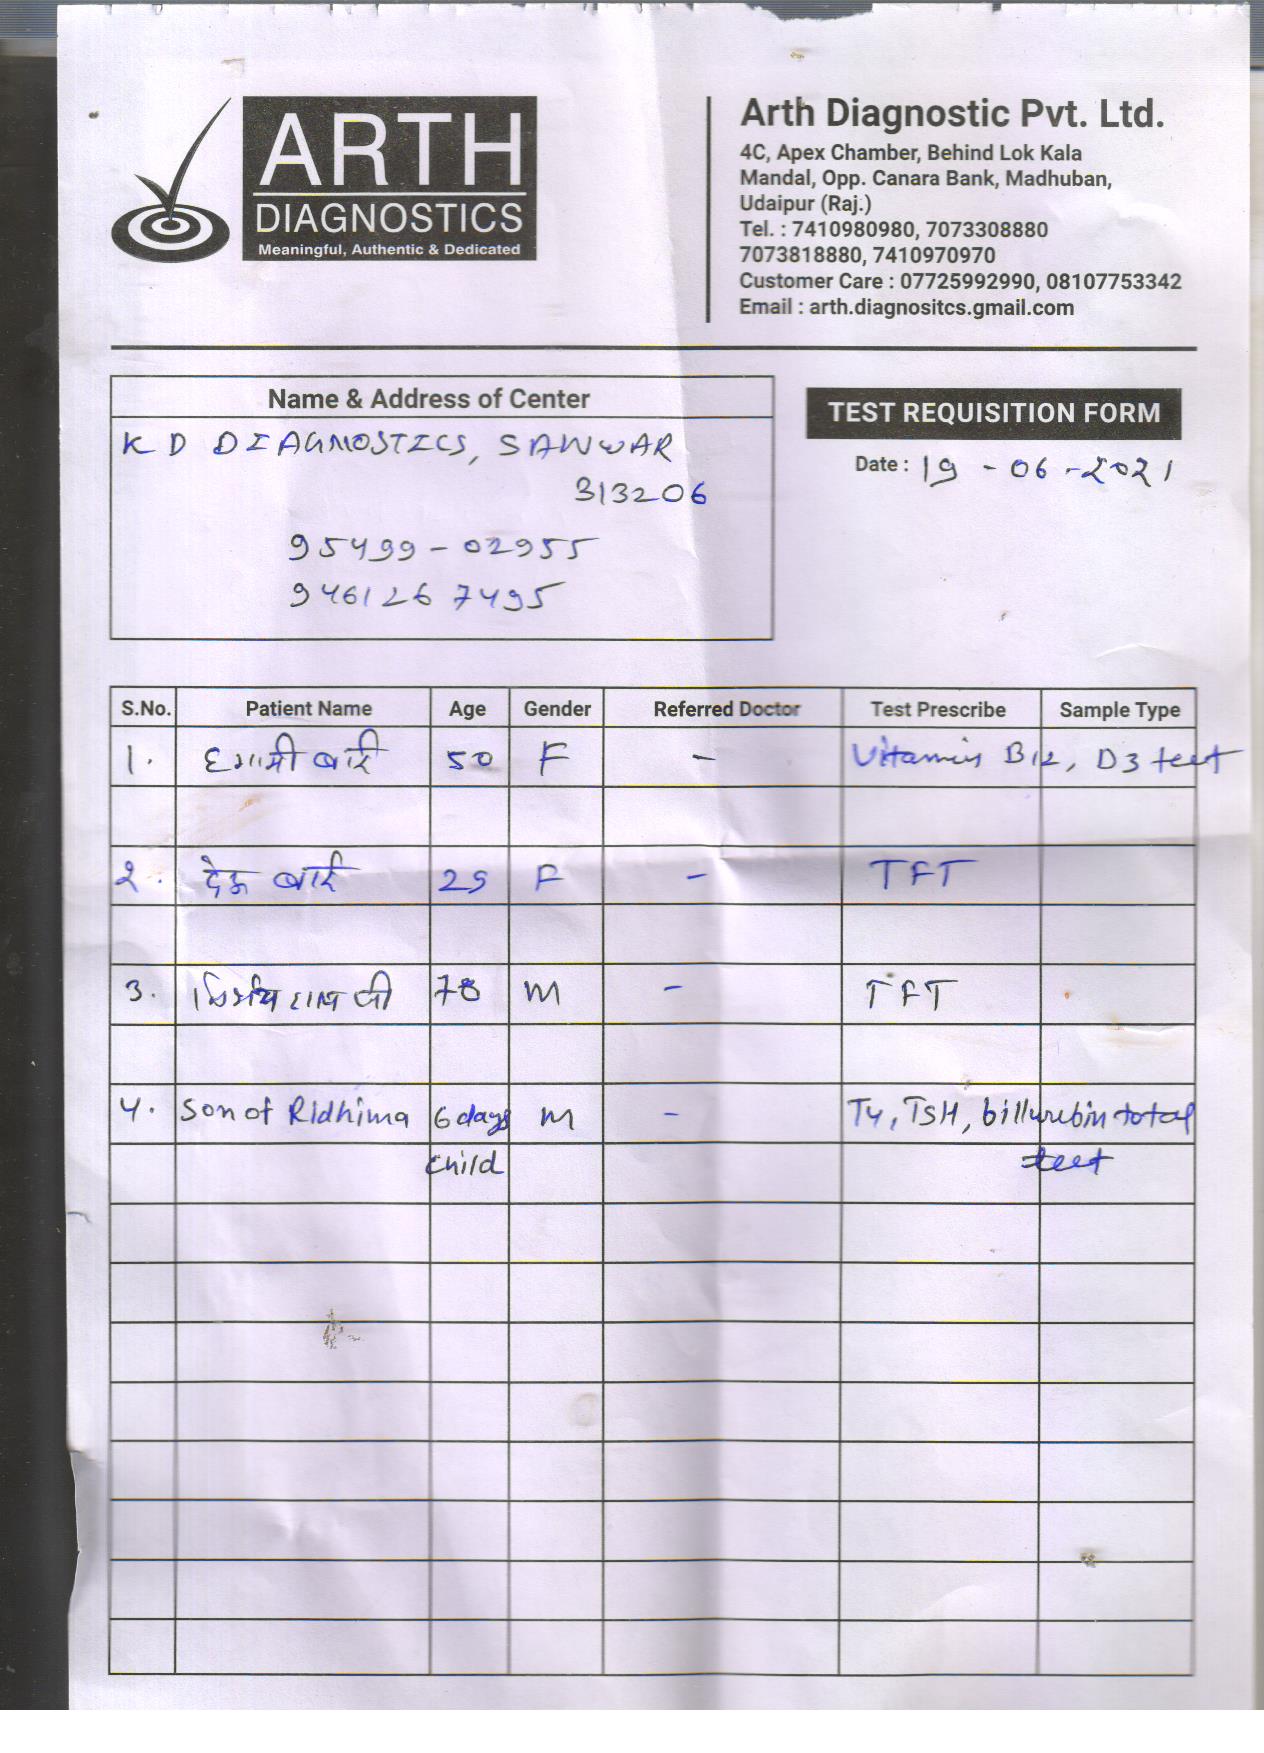 ARTH
DIAGNOSTICS
Meaningful, Authentic & Dedicated
Arth Diagnostic Pvt. Ltd.
4C, Apex Chamber, Behind Lok Kala
Mandal, Opp. Canara Bank, Madhuban,
Udaipur (Raj.)
Tel. : 7410980980, 7073308880
7073818880, 7410970970
Customer Care : 07725992990, 08107753342
Email : arth.diagnositcs.gmail.com
Name & Address of Center
K D DIAGNOSTICS, SANWAR
313206
95499-02955
9461267495
TEST REQUISITION FORM
Date : 19-06-2021
S.No. Patient Name Age Gender Referred Doctor Test Prescribe Sample Type
1. बाई 50 F - Vitamin B12, D3 test
2. देऊ बाई 29 F - TFT
3. जी 78 M - TFT
4. Son of Ridhima 6 days M - T4, TSH, billurubin total
child test